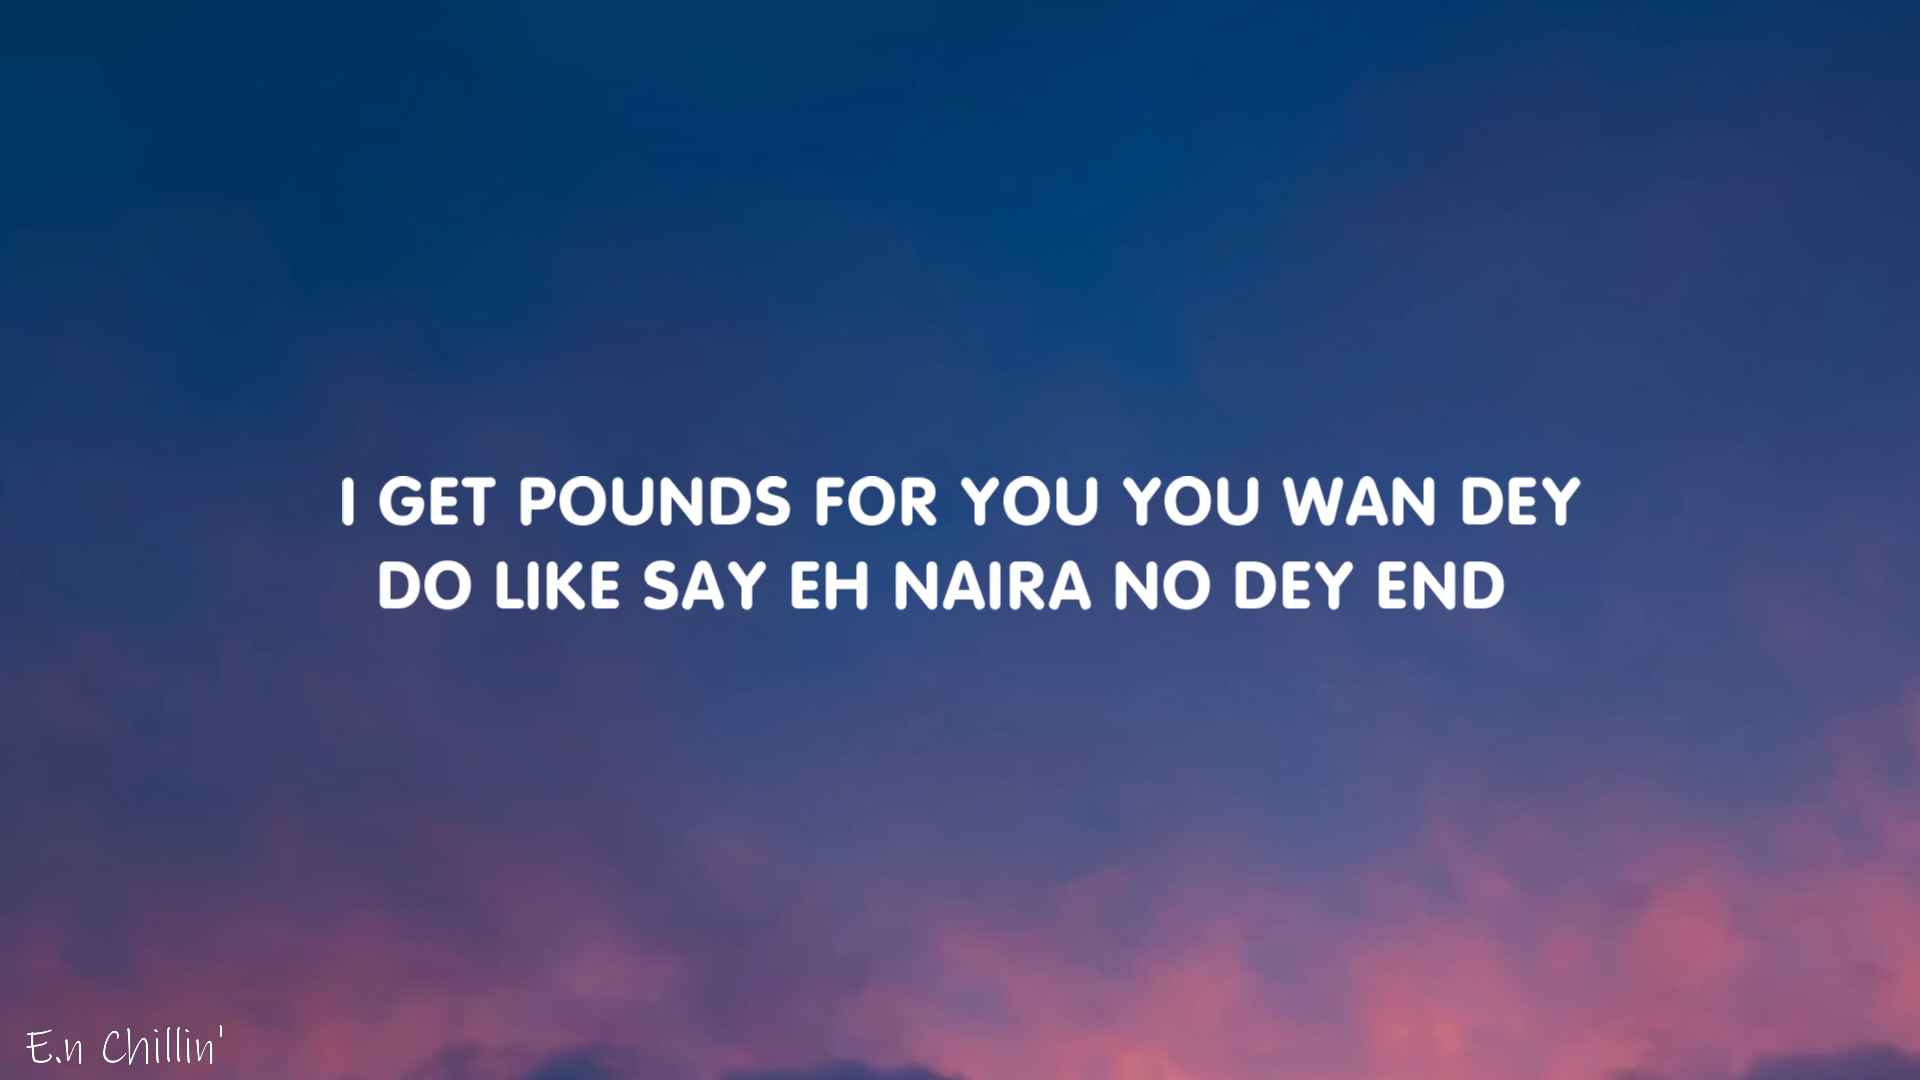 I GET POUNDS FOR YOU YOU WAN DEY
DO LIKE SAY EH NAIRA NO DEY END
E.n Chillin'